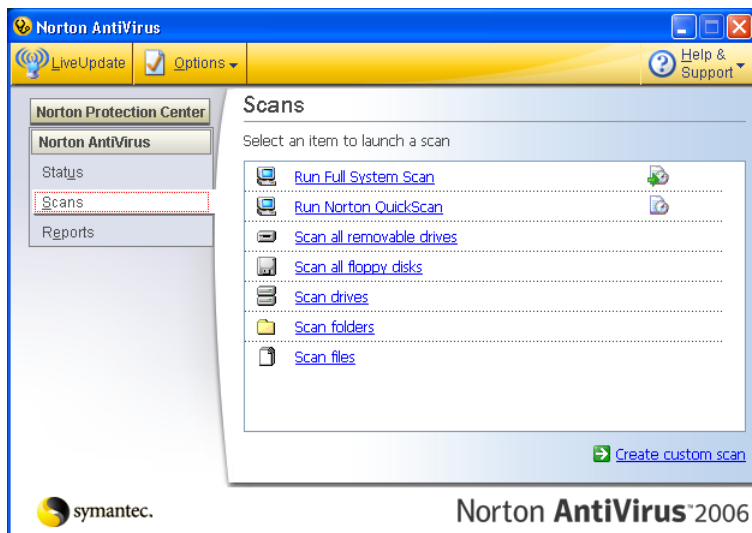 Norton AntiVirus
LiveUpdate Options Help & Support
Norton Protection Center
Norton AntiVirus
Status
Scans
Reports
Scans
Select an item to launch a scan
Run Full System Scan
Run Norton QuickScan
Scan all removable drives
Scan all floppy disks
Scan drives
Scan folders
Scan files
Create custom scan
symantec.
Norton AntiVirus™ 2006